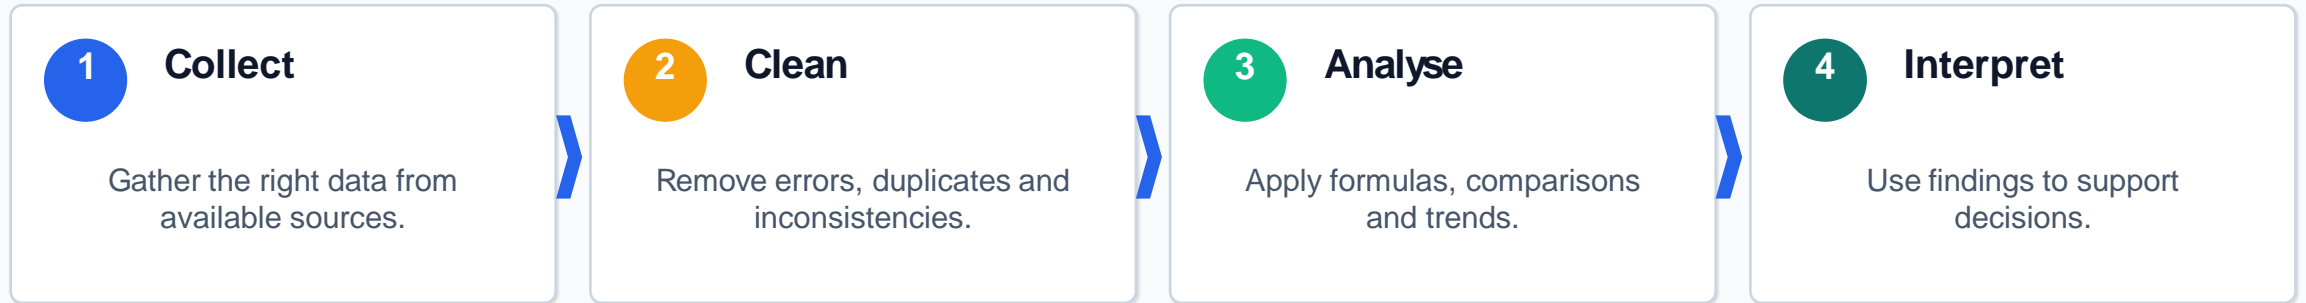 1
Collect
Gather the right data from
available sources.
2
Clean
Remove errors, duplicates and
inconsistencies.
3
Analyse
Apply formulas, comparisons
and trends.
4
Interpret
Use findings to support
decisions.